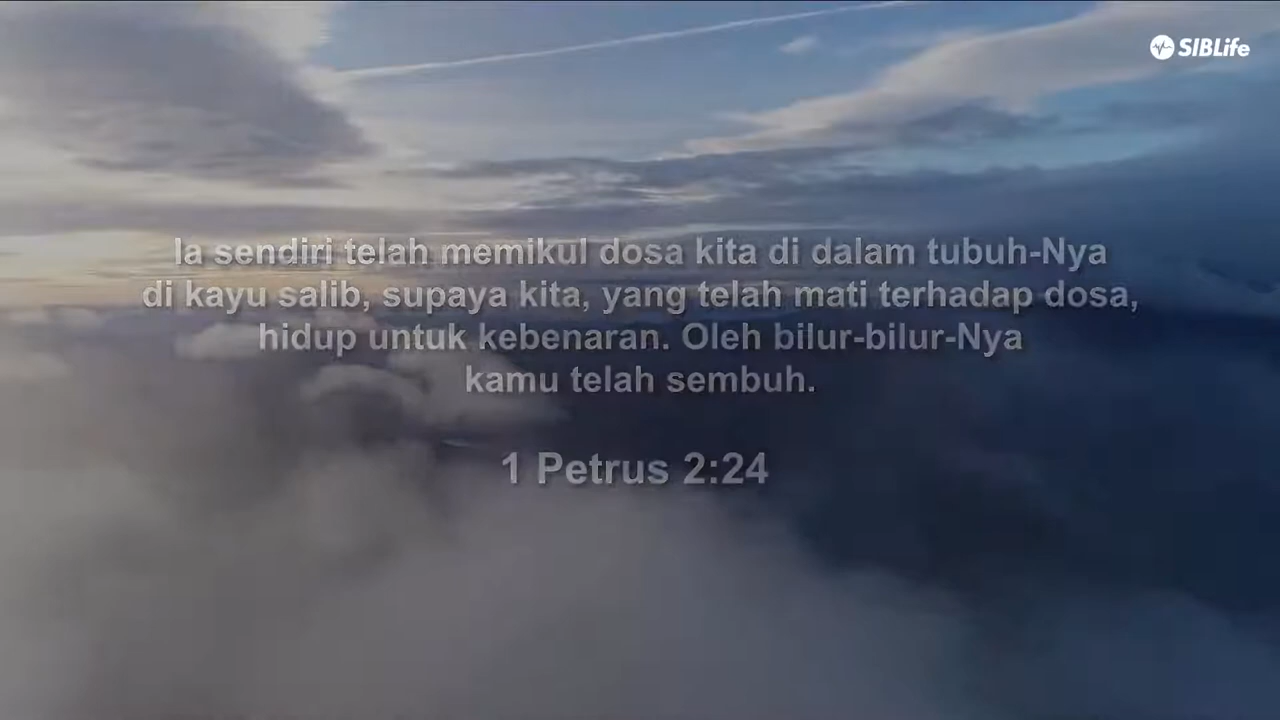 SIBLife
Ia sendiri telah memikul dosa kita di dalam tubuh-Nya
di kayu salib, supaya kita, yang telah mati terhadap dosa,
hidup untuk kebenaran. Oleh bilur-bilur-Nya
kamu telah sembuh.
1 Petrus 2:24